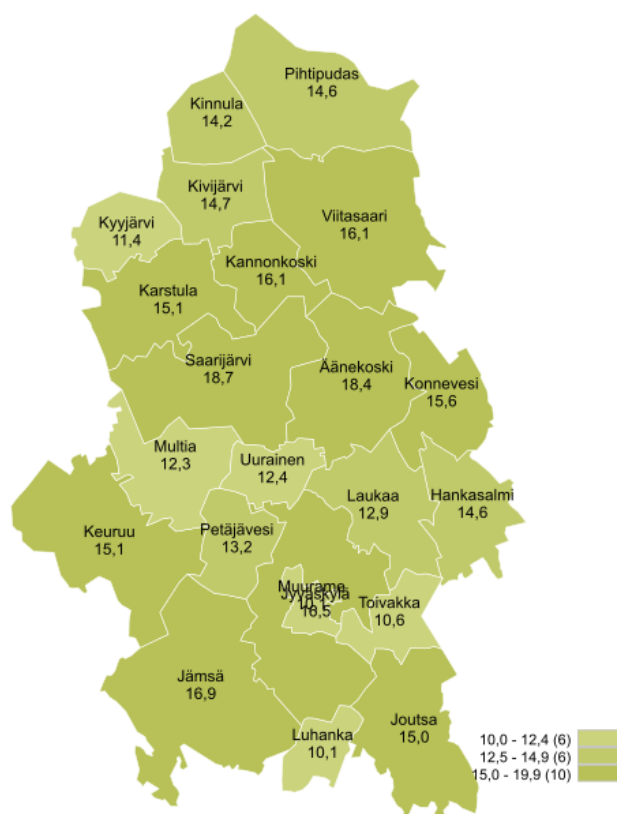 Pihtipudas
14,6
Kinnula
14,2
Kivijärvi
14,7
Viitasaari
16,1
Kyyjärvi
11,4
Kannonkoski
16,1
Karstula
15,1
Saarijärvi
18,7
Äänekoski
18,4
Konnevesi
15,6
Multia
12,3
Uurainen
12,4
Laukaa
12,9
Hankasalmi
14,6
Keuruu
15,1
Petäjävesi
13,2
Muurame
Jyväskylä
Toivakka
10,6
Jämsä
16,9
Joutsa
15,0
Luhanka
10,1
10,0 - 12,4 (6)
12,5 - 14,9 (6)
15,0 - 19,9 (10)